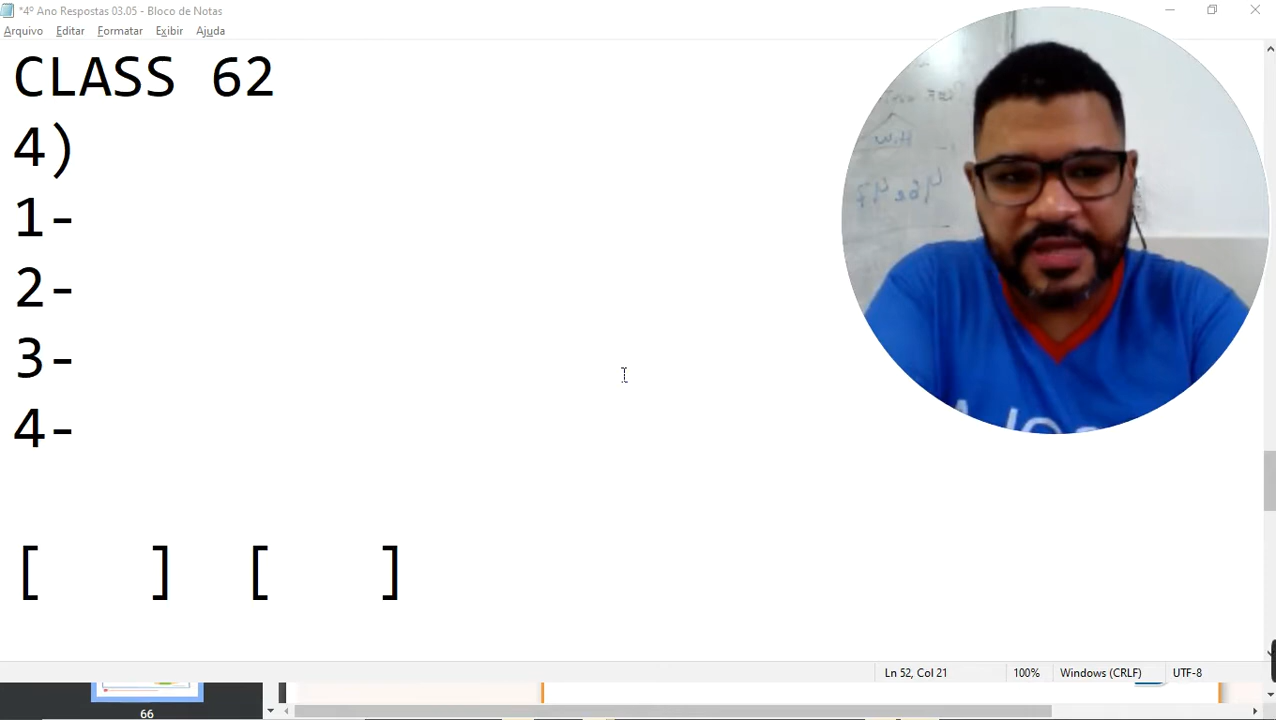 *4º Ano Respostas 03.05 - Bloco de Notas
Arquivo Editar Formatar Exibir Ajuda
CLASS 62
4)
1-
2-
3-
4-
[ ] [ ]
Ln 52, Col 21 100% Windows (CRLF) UTF-8
66